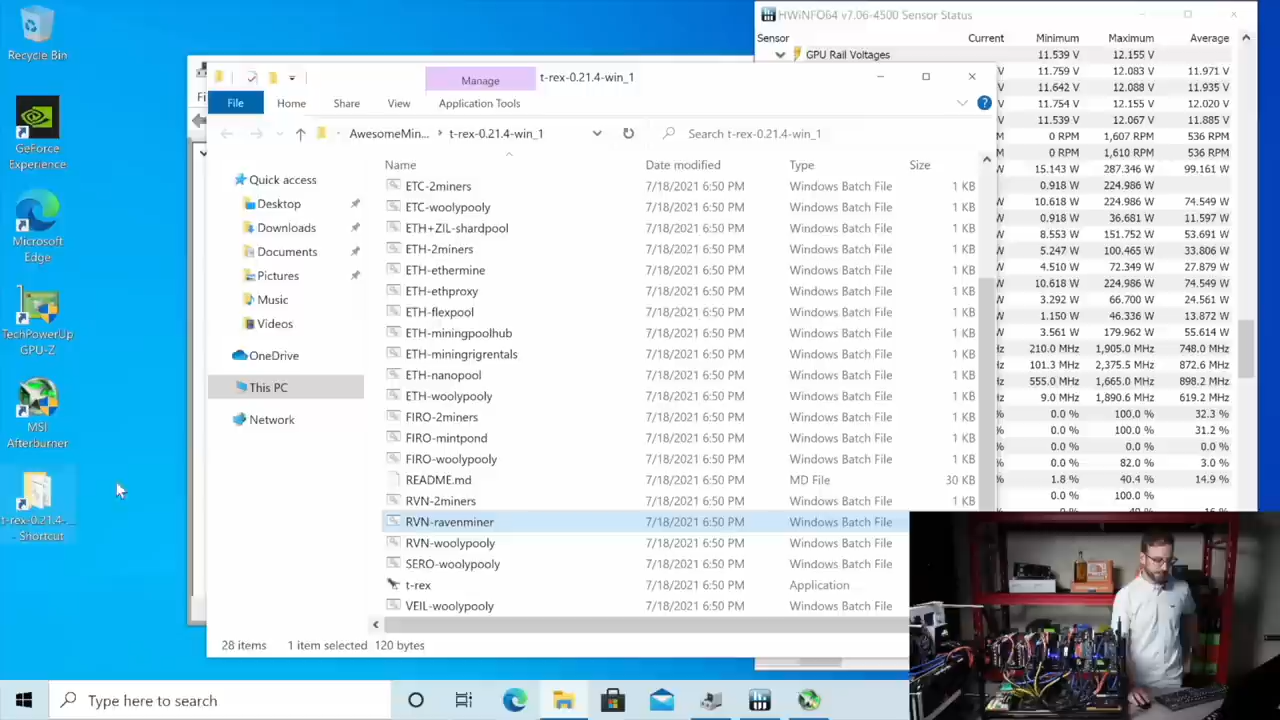 Recycle Bin
GeForce
Experience
Microsoft
Edge
TechPowerUp
GPU-Z
MSI
Afterburner
t-rex-0.21.4-...
- Shortcut
Fi
Manage
t-rex-0.21.4-win_1
File
Home
Share
View
Application Tools
AwesomeMin...
t-rex-0.21.4-win_1
Search t-rex-0.21.4-win_1
Quick access
Desktop
Downloads
Documents
Pictures
Music
Videos
OneDrive
This PC
Network
Name Date modified Type Size
ETC-2miners 7/18/2021 6:50 PM Windows Batch File 1 KB
ETC-woolypooly 7/18/2021 6:50 PM Windows Batch File 1 KB
ETH+ZIL-shardpool 7/18/2021 6:50 PM Windows Batch File 1 KB
ETH-2miners 7/18/2021 6:50 PM Windows Batch File 1 KB
ETH-ethermine 7/18/2021 6:50 PM Windows Batch File 1 KB
ETH-ethproxy 7/18/2021 6:50 PM Windows Batch File 1 KB
ETH-flexpool 7/18/2021 6:50 PM Windows Batch File 1 KB
ETH-miningpoolhub 7/18/2021 6:50 PM Windows Batch File 1 KB
ETH-miningrigrentals 7/18/2021 6:50 PM Windows Batch File 1 KB
ETH-nanopool 7/18/2021 6:50 PM Windows Batch File 1 KB
ETH-woolypooly 7/18/2021 6:50 PM Windows Batch File 1 KB
FIRO-2miners 7/18/2021 6:50 PM Windows Batch File 1 KB
FIRO-mintpond 7/18/2021 6:50 PM Windows Batch File 1 KB
FIRO-woolypooly 7/18/2021 6:50 PM Windows Batch File 1 KB
README.md 7/18/2021 6:50 PM MD File 30 KB
RVN-2miners 7/18/2021 6:50 PM Windows Batch File 1 KB
RVN-ravenminer 7/18/2021 6:50 PM Windows Batch File
RVN-woolypooly 7/18/2021 6:50 PM Windows Batch File
SERO-woolypooly 7/18/2021 6:50 PM Windows Batch File
t-rex 7/18/2021 6:50 PM Application
VEIL-woolypooly 7/18/2021 6:50 PM Windows Batch File
28 items 1 item selected 120 bytes
HWiNFO64 v7.06-4500 Sensor Status
Sensor Current Minimum Maximum Average
GPU Rail Voltages 11.539 V 12.155 V
V 11.759 V 12.083 V 11.971 V
V 11.642 V 12.088 V 11.935 V
V 11.754 V 12.155 V 12.020 V
V 11.539 V 12.067 V 11.885 V
M 0 RPM 1,607 RPM 536 RPM
M 0 RPM 1,610 RPM 536 RPM
W 15.143 W 287.346 W 99.161 W
W 0.918 W 224.986 W
W 10.618 W 224.986 W 74.549 W
W 0.918 W 36.681 W 11.597 W
W 8.553 W 151.752 W 53.691 W
W 5.247 W 100.465 W 33.806 W
W 4.510 W 72.349 W 27.879 W
W 10.618 W 224.986 W 74.549 W
W 3.292 W 66.700 W 24.561 W
W 1.150 W 46.336 W 13.872 W
W 3.561 W 179.962 W 55.614 W
Hz 210.0 MHz 1,905.0 MHz 748.0 MHz
Hz 101.3 MHz 2,375.5 MHz 872.6 MHz
Hz 555.0 MHz 1,665.0 MHz 898.2 MHz
Hz 9.0 MHz 1,890.6 MHz 619.2 MHz
% 0.0 % 100.0 % 32.3 %
% 0.0 % 100.0 % 31.2 %
% 0.0 % 0.0 % 0.0 %
% 0.0 % 82.0 % 3.0 %
% 1.8 % 40.4 % 14.9 %
% 0.0 % 100.0 %
Type here to search